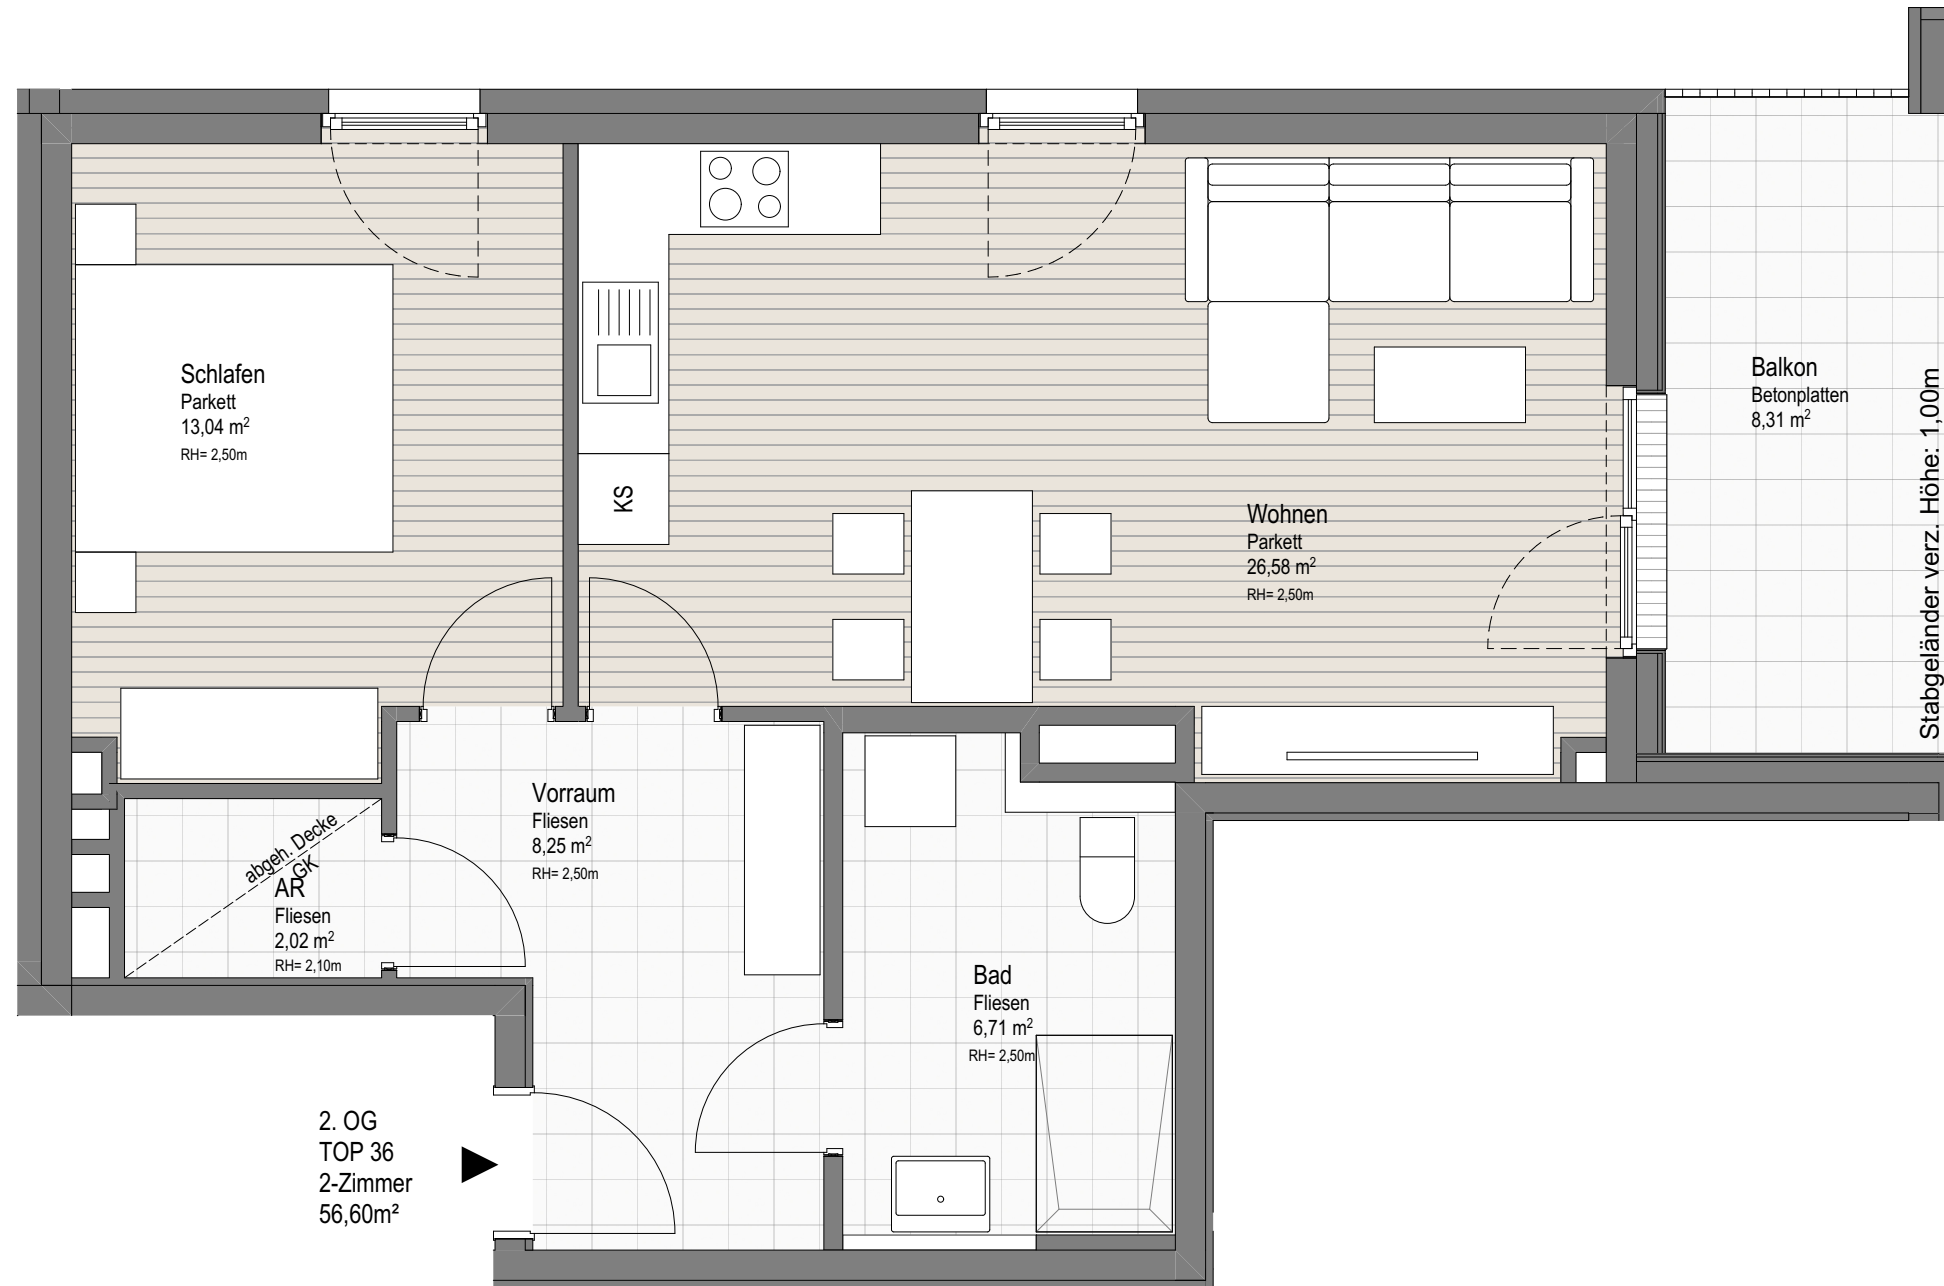 Schlafen
Parkett
13,04 m²
RH= 2,50m
KS
Wohnen
Parkett
26,58 m²
RH= 2,50m
Balkon
Betonplatten
8,31 m²
Stabgeländer verz. Höhe: 1,00m
Vorraum
Fliesen
8,25 m²
RH= 2,50m
abgeh. Decke
GK
AR
Fliesen
2,02 m²
RH= 2,10m
Bad
Fliesen
6,71 m²
RH= 2,50m
2. OG
TOP 36
2-Zimmer
56,60m²